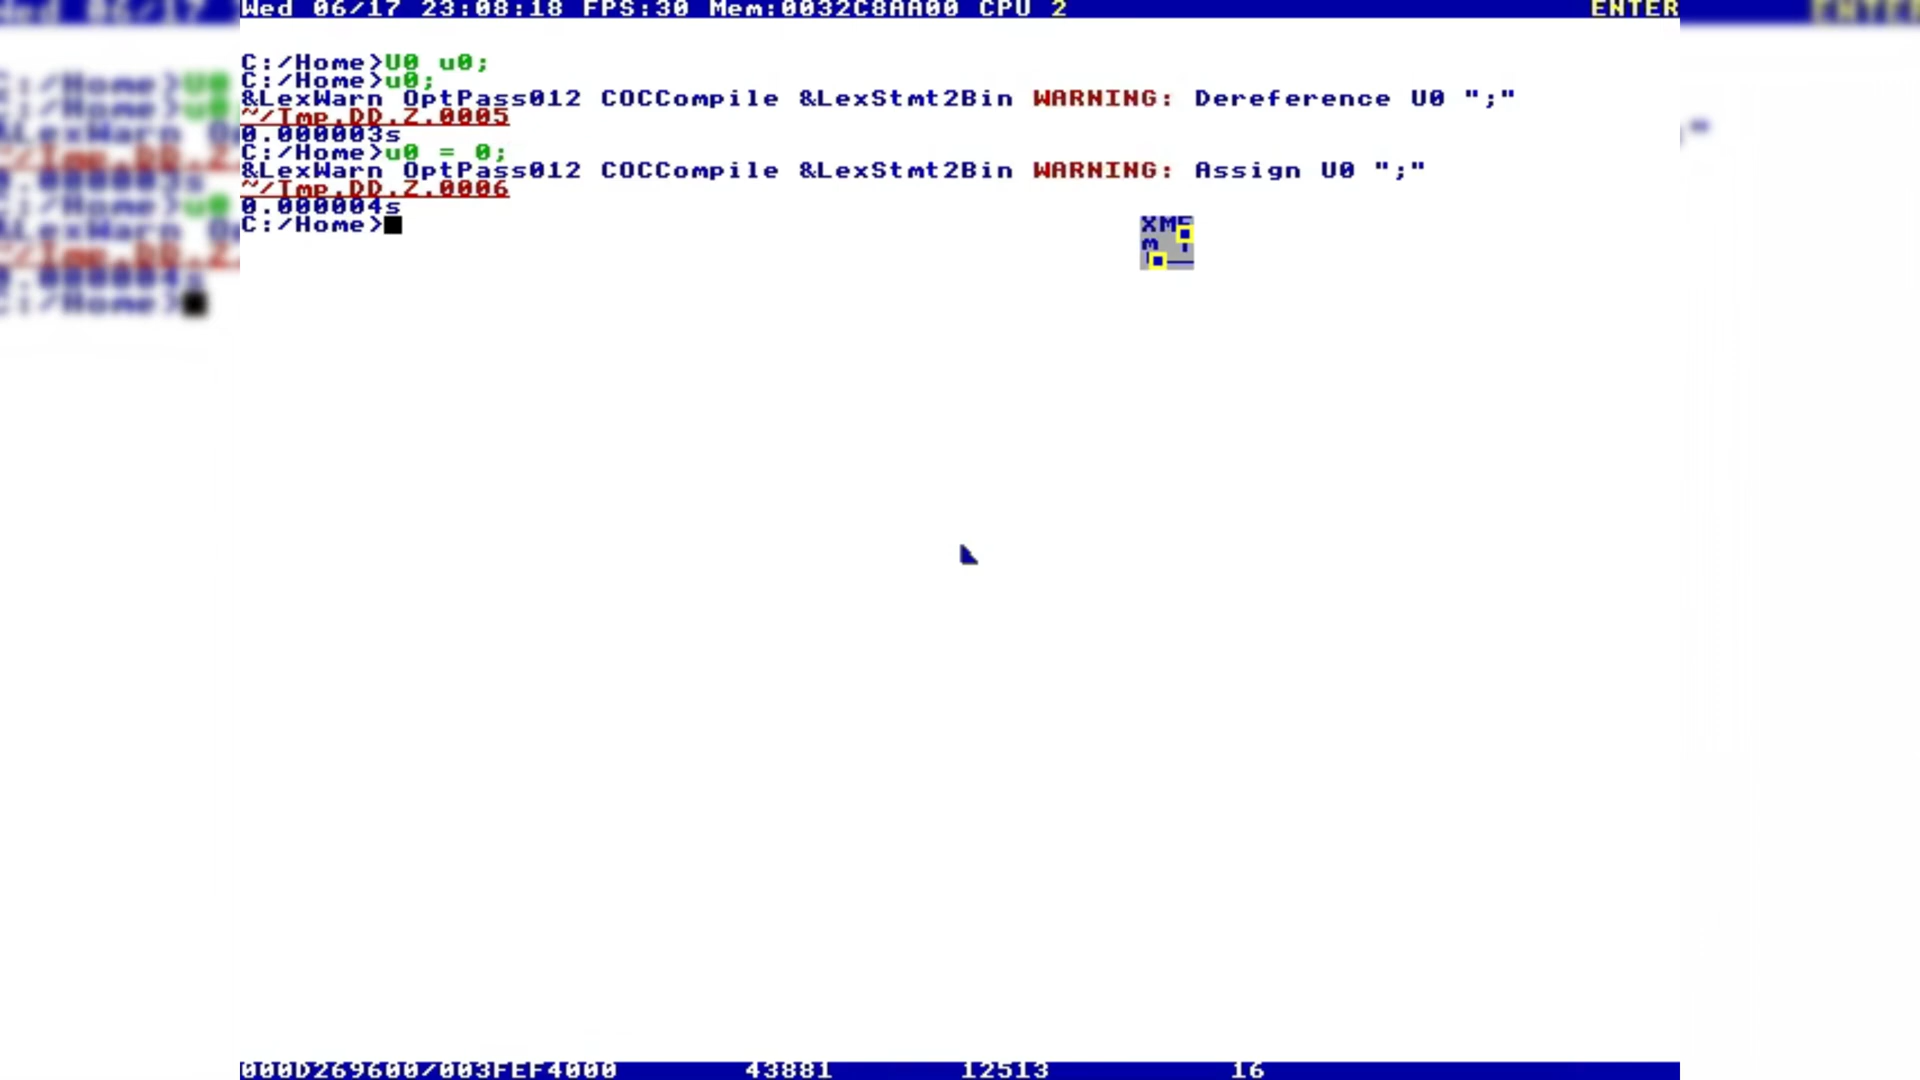 Wed 06/17 23:08:18 FPS:30 Mem:0032C8AA00 CPU 2 ENTER
C:/Home>U0 u0;
C:/Home>u0;
&LexWarn OptPass012 COCCompile &LexStmt2Bin WARNING: Dereference U0 ";"
~/Tmp.DD.Z.0005
0.000003s
C:/Home>u0 = 0;
&LexWarn OptPass012 COCCompile &LexStmt2Bin WARNING: Assign U0 ";"
~/Tmp.DD.Z.0006
0.000004s
C:/Home>
000D269600/003FEF4000 43881 12513 16